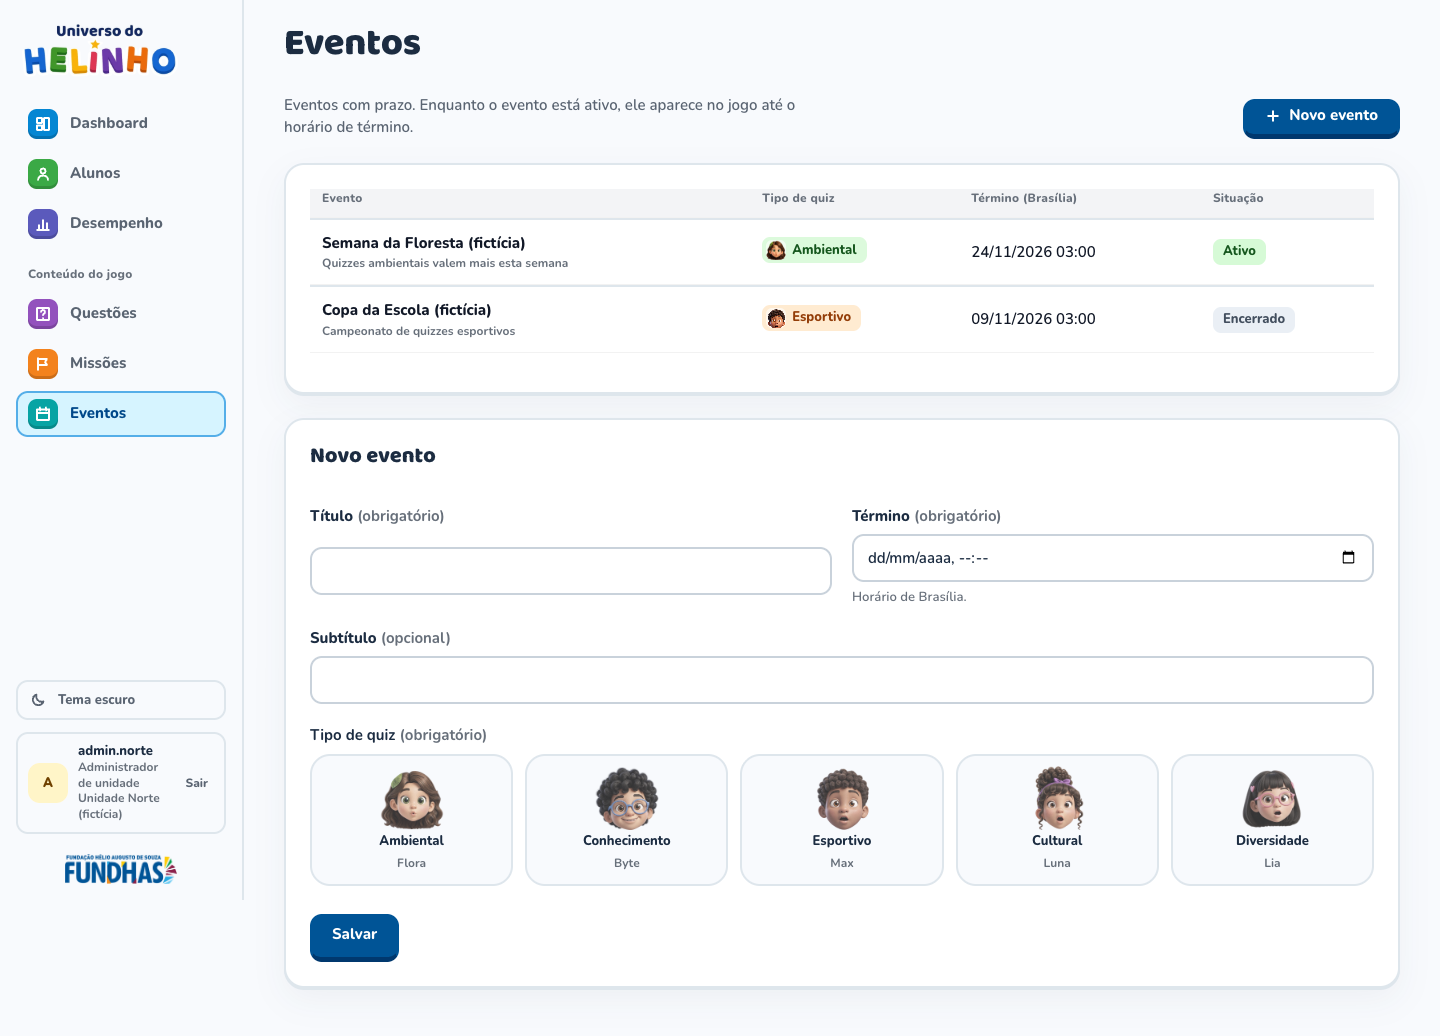 Universo do
HELINHO
Dashboard
Alunos
Desempenho
Conteúdo do jogo
Questões
Missões
Eventos
Tema escuro
A
admin.norte
Administrador
de unidade
Unidade Norte
(fictícia)
Sair
FUNDAÇÃO HÉLIO AUGUSTO DE SOUZA
FUNDHAS
Eventos
Eventos com prazo. Enquanto o evento está ativo, ele aparece no jogo até o
horário de término.
Novo evento
Evento Tipo de quiz Término (Brasília) Situação
Semana da Floresta (fictícia)
Quizzes ambientais valem mais esta semana
Ambiental
24/11/2026 03:00
Ativo
Copa da Escola (fictícia)
Campeonato de quizzes esportivos
Esportivo
09/11/2026 03:00
Encerrado
Novo evento
Título (obrigatório)
Término (obrigatório)
dd/mm/aaaa, --:--
Horário de Brasília.
Subtítulo (opcional)
Tipo de quiz (obrigatório)
Ambiental
Flora
Conhecimento
Byte
Esportivo
Max
Cultural
Luna
Diversidade
Lia
Salvar